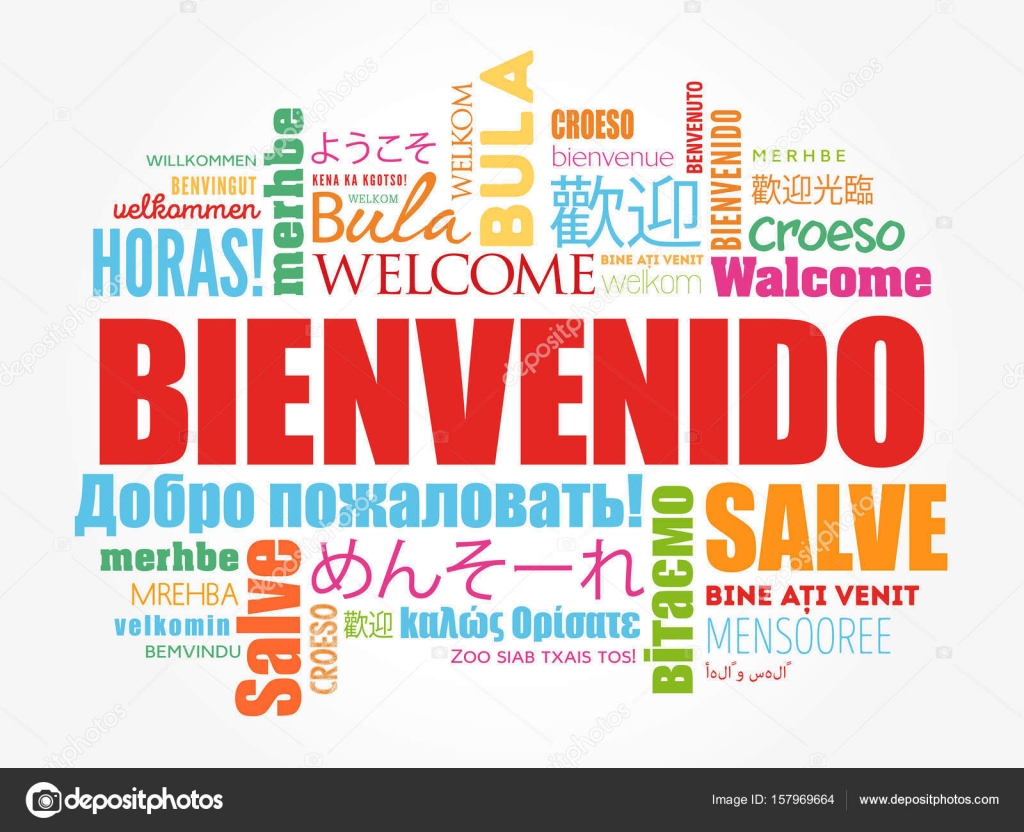 WILLKOMMEN
BENVINGUT
velkommen
HORAS!
merhbe
ようこそ
KENA KA KGOTSO!
WELKOM
Bula
WELKOM
BULA
WELCOME
CROESO
bienvenue
歡迎
BINE AȚI VENIT
welkom
BENVENUTO
BIENVENIDO
MERHBE
歡迎光臨
croeso
Walcome
BIENVENIDO
Добро пожаловать!
merhbe
MREHBA
velkomin
BEMVINDU
Salve
めんそーれ
CROESO
歡迎
καλώς Ορίσατε
ZOO SIAB TXAIS TOS!
Вітаємо
SALVE
BINE AȚI VENIT
MENSOOREE
أهلاً و سهلاً
depositphotos
Image ID: 157969664
www.depositphotos.com